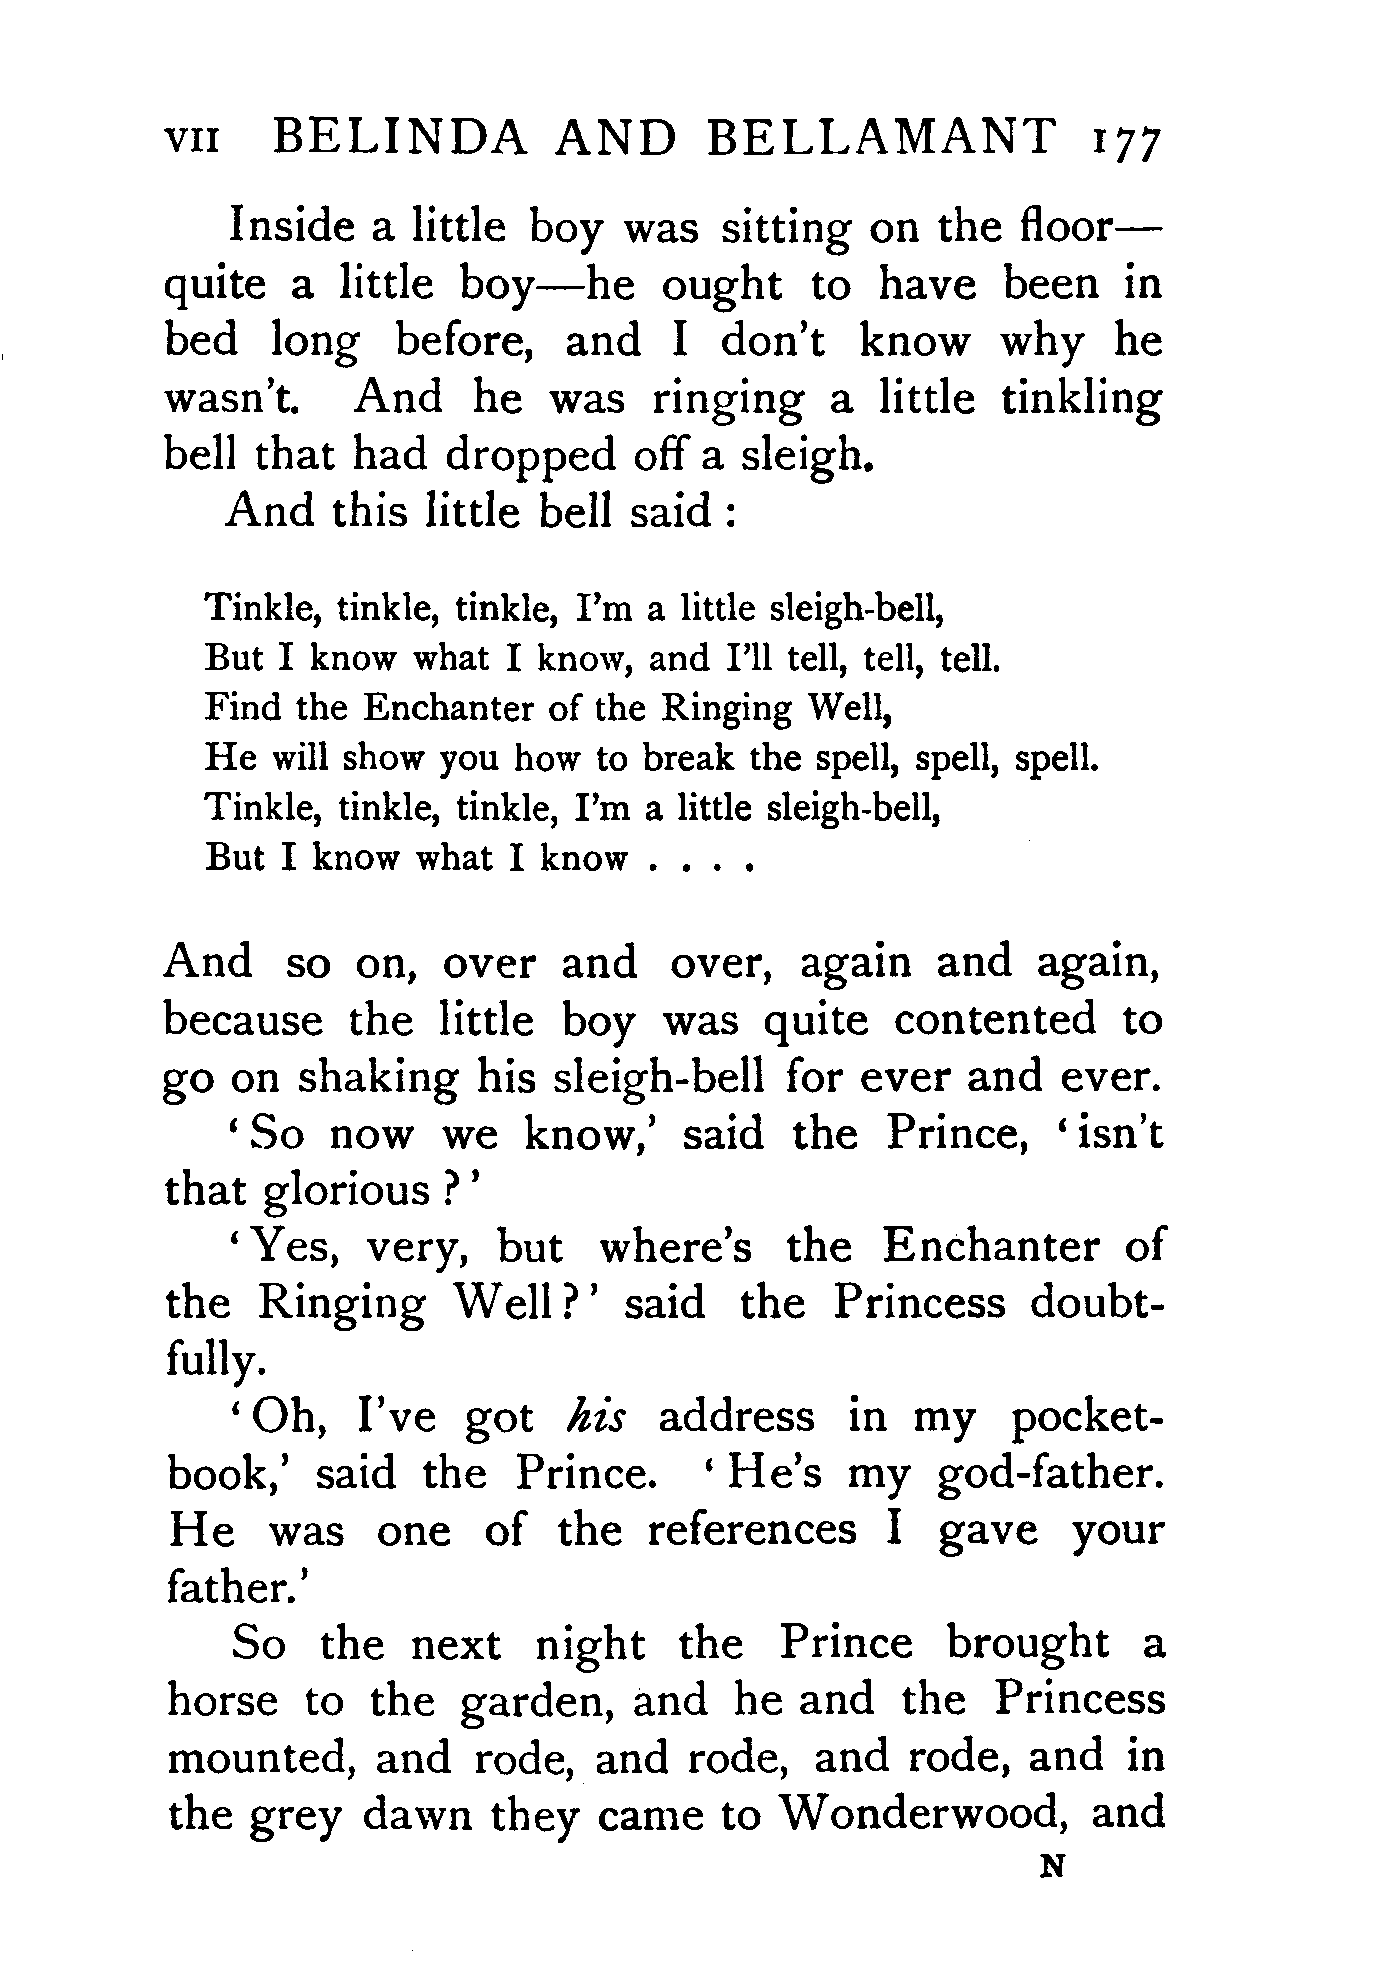 VII BELINDA AND BELLAMANT 177
Inside a little boy was sitting on the floor—
quite a little boy—he ought to have been in
bed long before, and I don't know why he
wasn't. And he was ringing a little tinkling
bell that had dropped off a sleigh.
And this little bell said :
Tinkle, tinkle, tinkle, I'm a little sleigh-bell,
But I know what I know, and I'll tell, tell, tell.
Find the Enchanter of the Ringing Well,
He will show you how to break the spell, spell, spell.
Tinkle, tinkle, tinkle, I'm a little sleigh-bell,
But I know what I know . . . .
And so on, over and over, again and again,
because the little boy was quite contented to
go on shaking his sleigh-bell for ever and ever.
‘ So now we know,’ said the Prince, ‘ isn't
that glorious ? ’
‘ Yes, very, but where's the Enchanter of
the Ringing Well ? ’ said the Princess doubt-
fully.
‘ Oh, I've got his address in my pocket-
book,’ said the Prince. ‘ He's my god-father.
He was one of the references I gave your
father.’
So the next night the Prince brought a
horse to the garden, and he and the Princess
mounted, and rode, and rode, and rode, and in
the grey dawn they came to Wonderwood, and
N